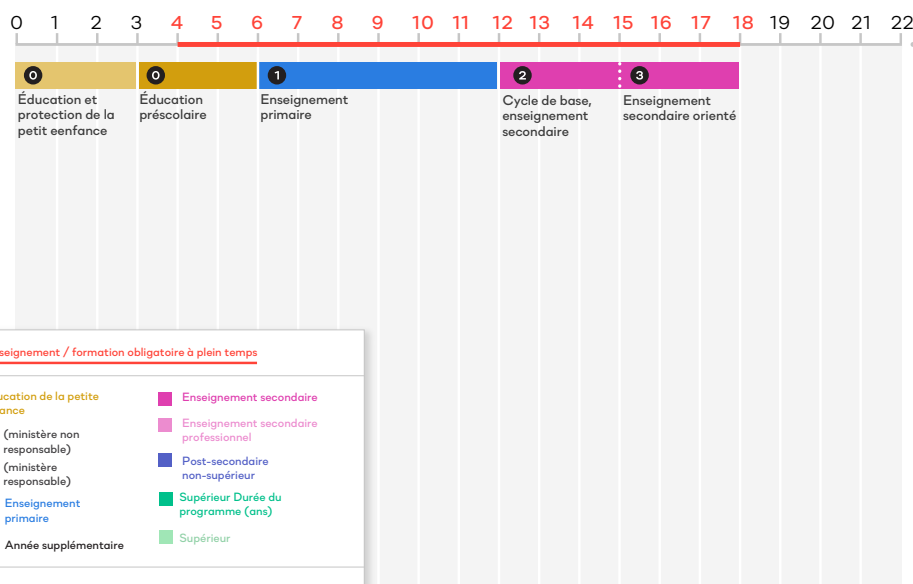 0 1 2 3 4 5 6 7 8 9 10 11 12 13 14 15 16 17 18 19 20 21 22
0 0 1 2 3
Éducation et
protection de la
petit eenfance
Éducation
préscolaire
Enseignement
primaire
Cycle de base,
enseignement
secondaire
Enseignement
secondaire orienté
seignement / formation obligatoire à plein temps
ucation de la petite
ance
(ministère non
responsable)
(ministère
responsable)
Enseignement
primaire
Année supplémentaire
Enseignement secondaire
Enseignement secondaire
professionnel
Post-secondaire
non-supérieur
Supérieur Durée du
programme (ans)
Supérieur